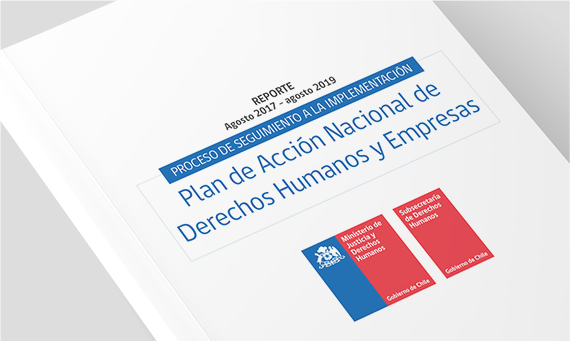 REPORTE
Agosto 2017 - agosto 2019
PROCESO DE SEGUIMIENTO A LA IMPLEMENTACIÓN
Plan de Acción Nacional de
Derechos Humanos y Empresas
Ministerio de
Justicia y
Derechos
Humanos
Gobierno de Chile
Subsecretaría
de Derechos
Humanos
Gobierno de Chile